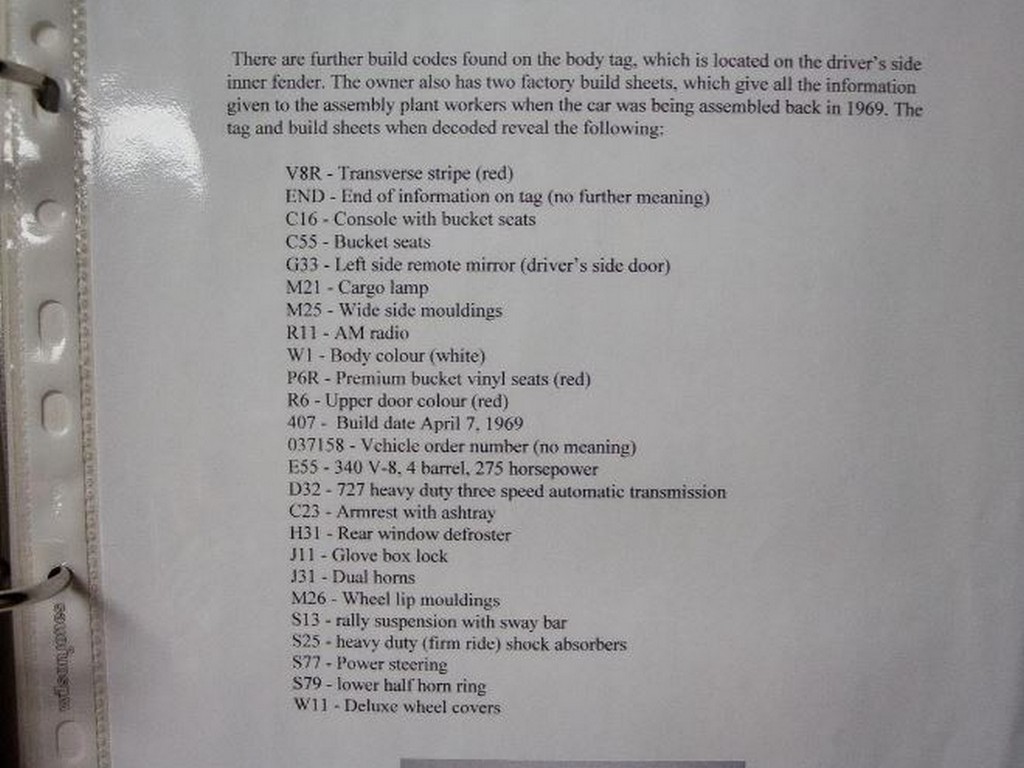 There are further build codes found on the body tag, which is located on the driver's side
inner fender. The owner also has two factory build sheets, which give all the information
given to the assembly plant workers when the car was being assembled back in 1969. The
tag and build sheets when decoded reveal the following:
V8R - Transverse stripe (red)
END - End of information on tag (no further meaning)
C16 - Console with bucket seats
C55 - Bucket seats
G33 - Left side remote mirror (driver's side door)
M21 - Cargo lamp
M25 - Wide side mouldings
R11 - AM radio
W1 - Body colour (white)
P6R - Premium bucket vinyl seats (red)
R6 - Upper door colour (red)
407 - Build date April 7, 1969
037158 - Vehicle order number (no meaning)
E55 - 340 V-8, 4 barrel, 275 horsepower
D32 - 727 heavy duty three speed automatic transmission
C23 - Armrest with ashtray
H31 - Rear window defroster
J11 - Glove box lock
J31 - Dual horns
M26 - Wheel lip mouldings
S13 - rally suspension with sway bar
S25 - heavy duty (firm ride) shock absorbers
S77 - Power steering
S79 - lower half horn ring
W11 - Deluxe wheel covers